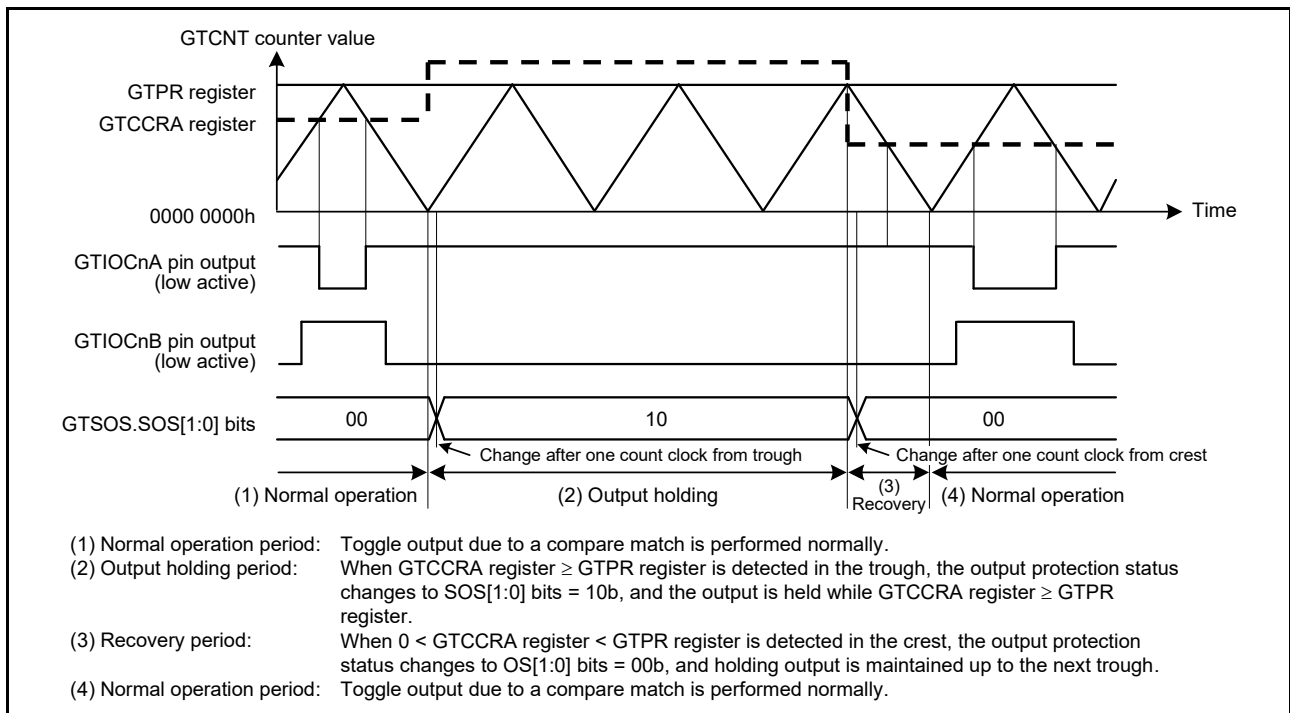 GTCNT counter value
GTPR register
GTCCRA register
0000 0000h
Time
GTIOCnA pin output
(low active)
GTIOCnB pin output
(low active)
GTSOS.SOS[1:0] bits
00
10
00
Change after one count clock from trough
Change after one count clock from crest
(1) Normal operation
(2) Output holding
(3)
Recovery
(4) Normal operation
(1) Normal operation period: Toggle output due to a compare match is performed normally.
(2) Output holding period: When GTCCRA register ≥ GTPR register is detected in the trough, the output protection status
changes to SOS[1:0] bits = 10b, and the output is held while GTCCRA register ≥ GTPR
register.
(3) Recovery period: When 0 < GTCCRA register < GTPR register is detected in the crest, the output protection
status changes to OS[1:0] bits = 00b, and holding output is maintained up to the next trough.
(4) Normal operation period: Toggle output due to a compare match is performed normally.